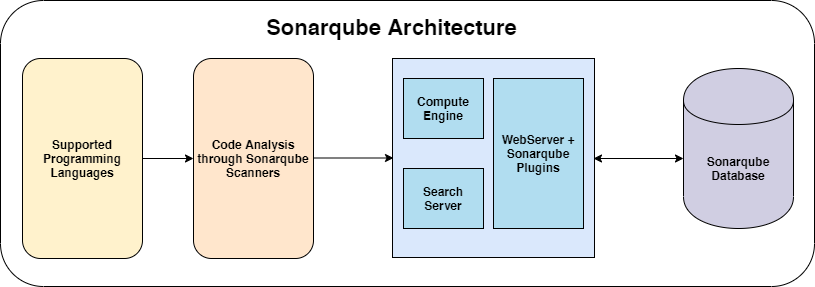 Sonarqube Architecture
Supported
Programming
Languages
Code Analysis
through Sonarqube
Scanners
Compute
Engine
Search
Server
WebServer +
Sonarqube
Plugins
Sonarqube
Database